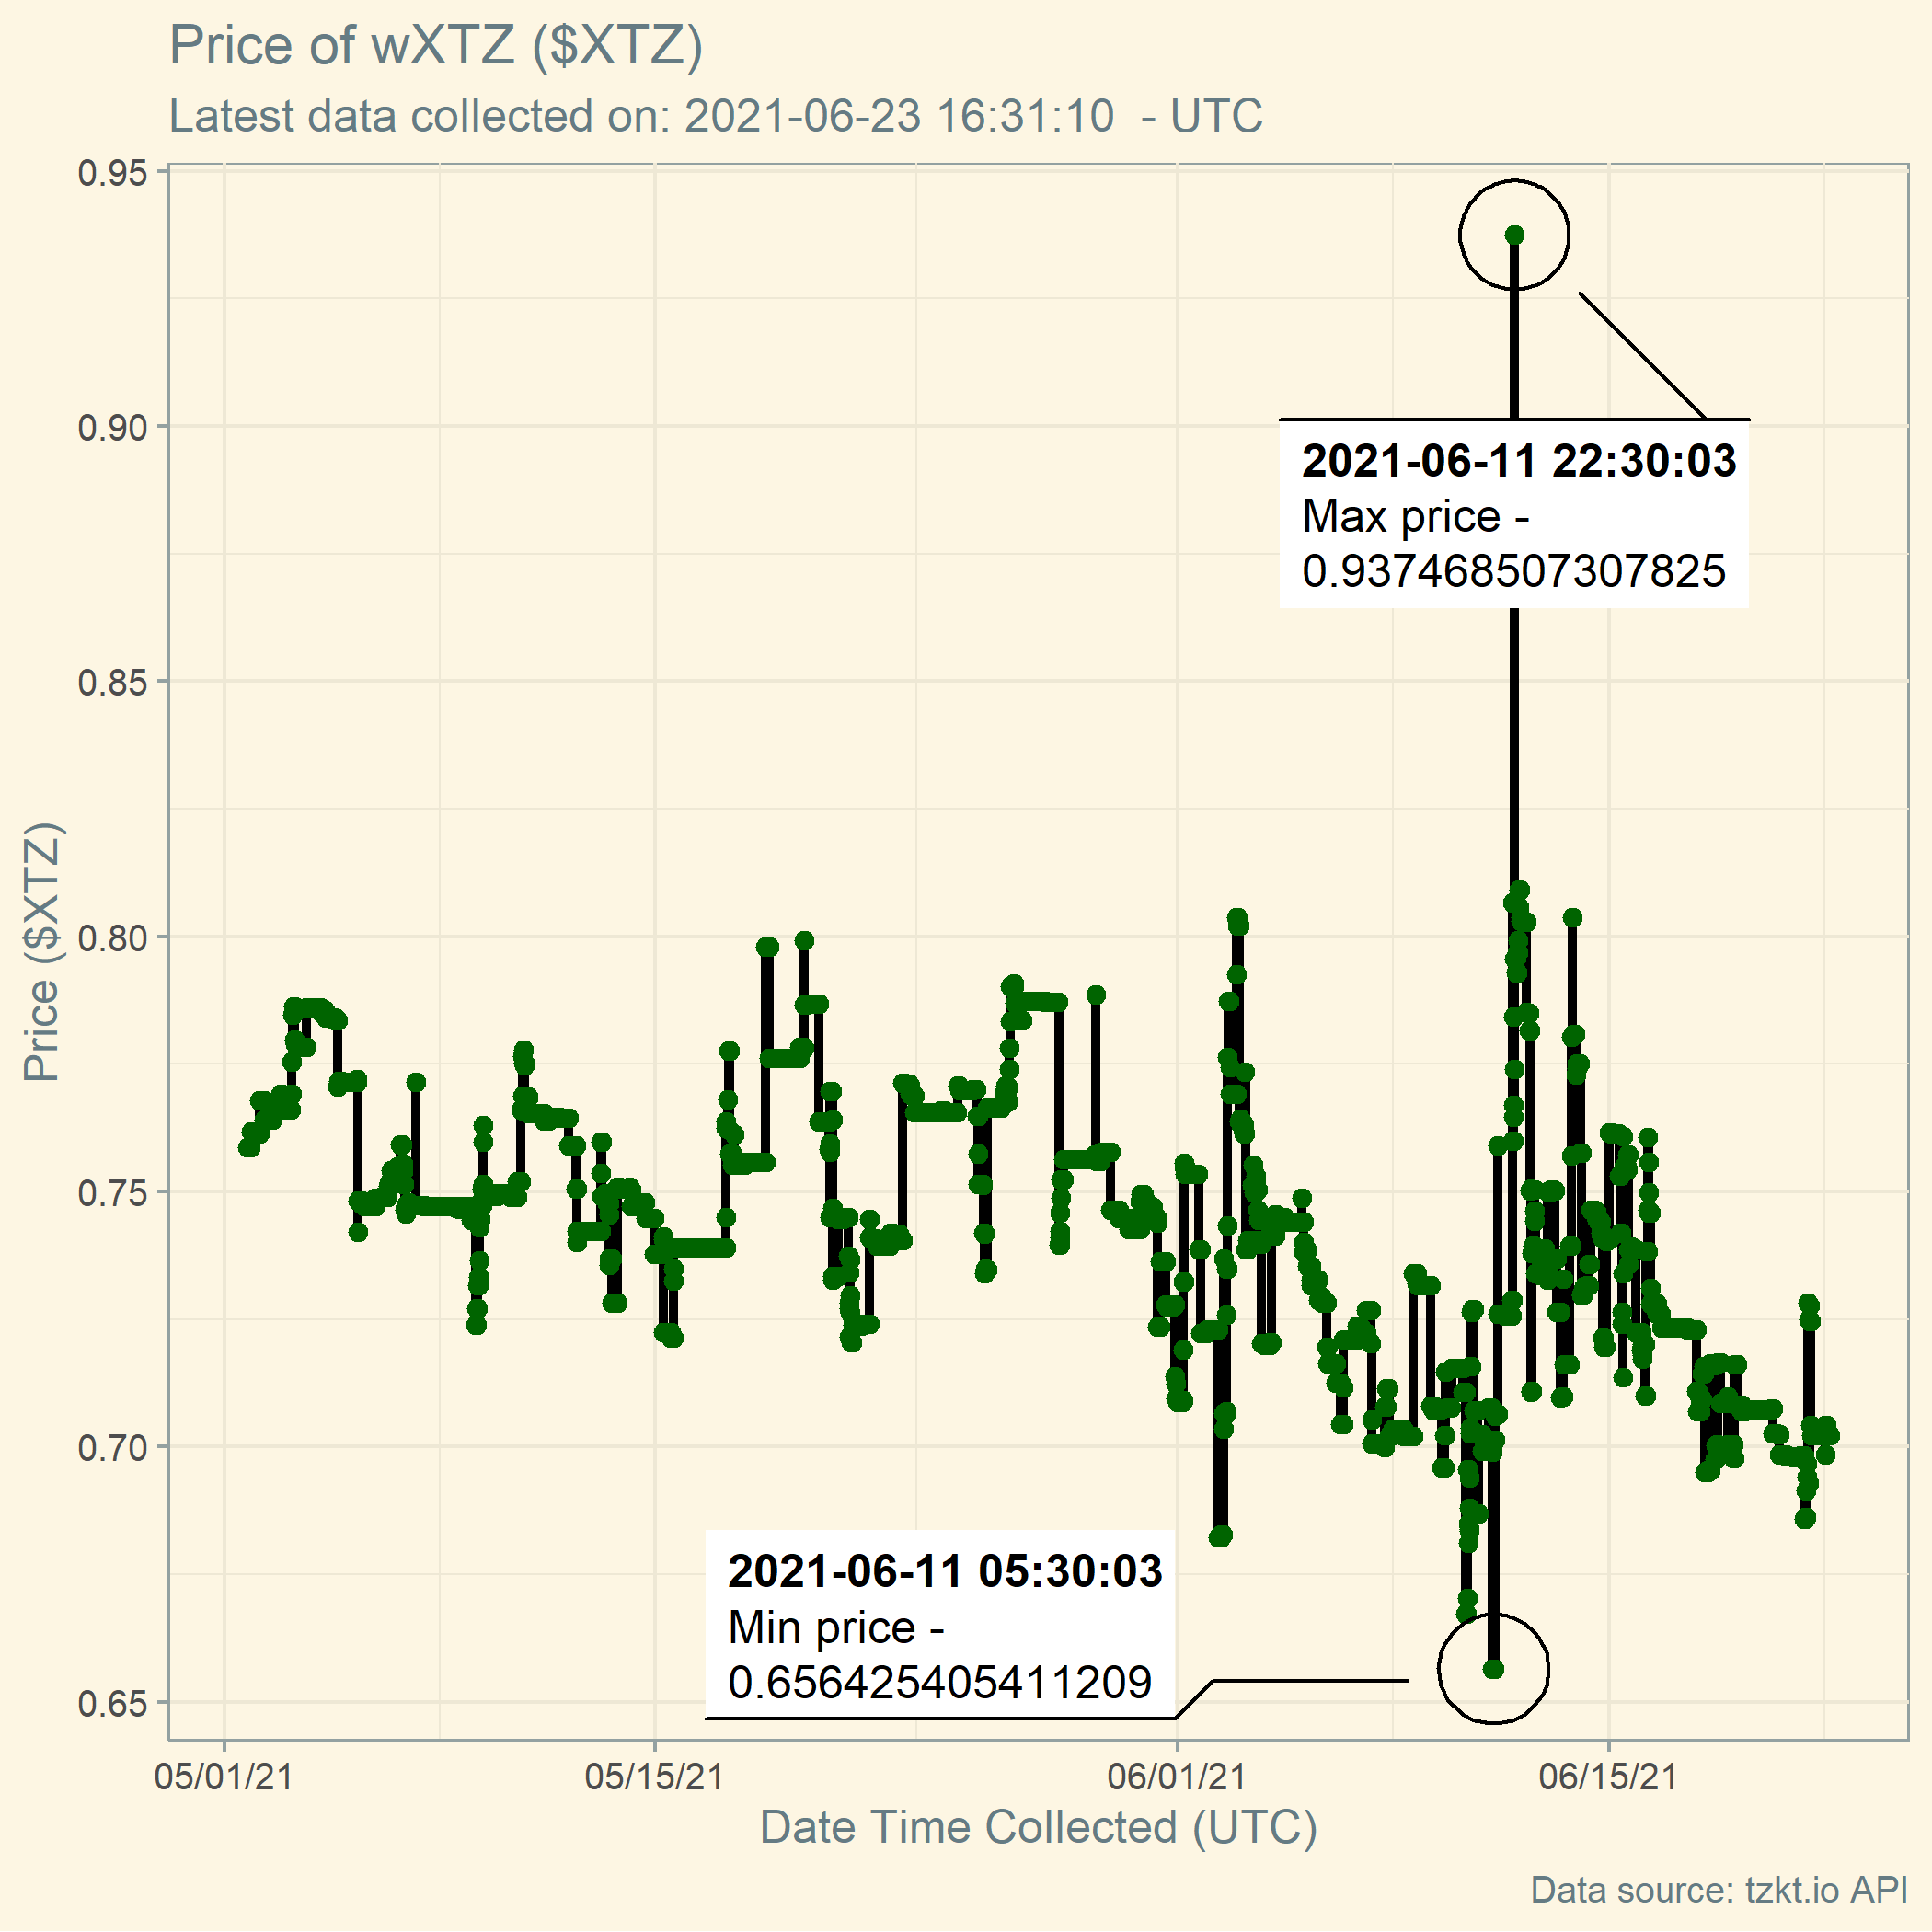 Price of wXTZ ($XTZ)
Latest data collected on: 2021-06-23 16:31:10  - UTC
0.95
0.90
0.85
0.80
0.75
0.70
0.65
Price ($XTZ)
2021-06-11 22:30:03
Max price -
0.937468507307825
2021-06-11 05:30:03
Min price -
0.656425405411209
05/01/21
05/15/21
06/01/21
06/15/21
Date Time Collected (UTC)
Data source: tzkt.io API